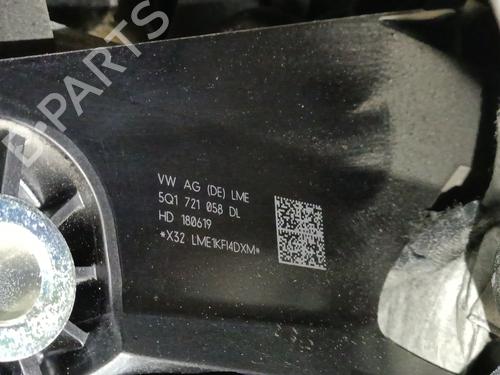 B-PARTS
VW AG (DE) LME
5Q1 721 058 DL
HD 180619
*X32 LME1KFI4DXM*